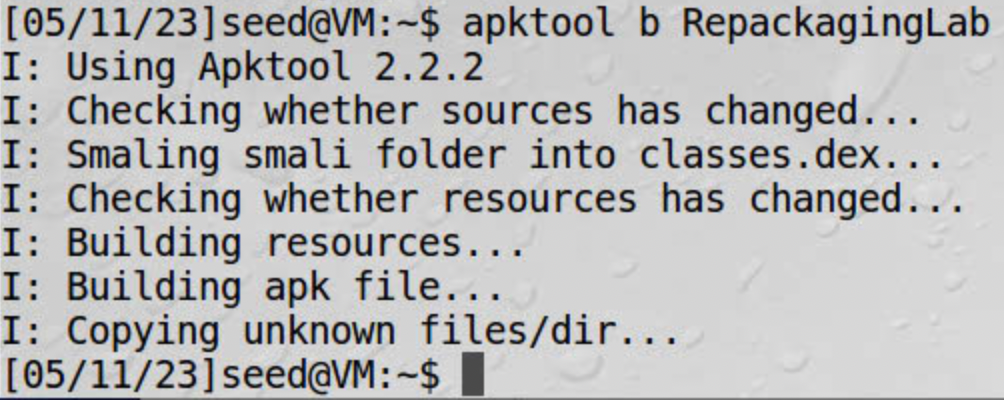 [05/11/23]seed@VM:~$ apktool b RepackagingLab
I: Using Apktool 2.2.2
I: Checking whether sources has changed...
I: Smaling smali folder into classes.dex...
I: Checking whether resources has changed...
I: Building resources...
I: Building apk file...
I: Copying unknown files/dir...
[05/11/23]seed@VM:~$